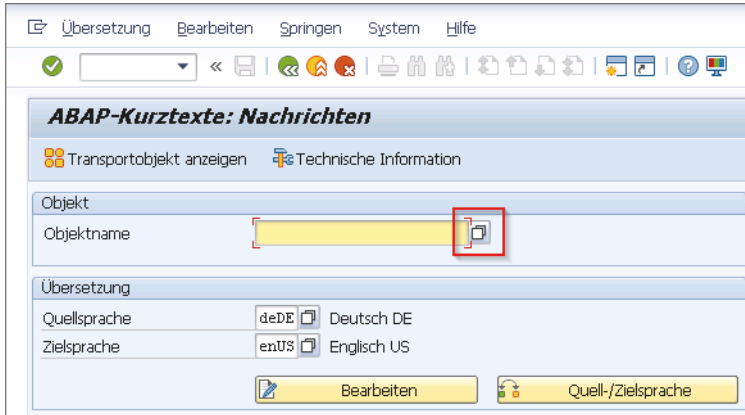 Übersetzung Bearbeiten Springen System Hilfe
ABAP-Kurztexte: Nachrichten
Transportobjekt anzeigen Technische Information
Objekt
Objektname
Übersetzung
Quellsprache deDE Deutsch DE
Zielsprache enUS Englisch US
Bearbeiten Quell-/Zielsprache